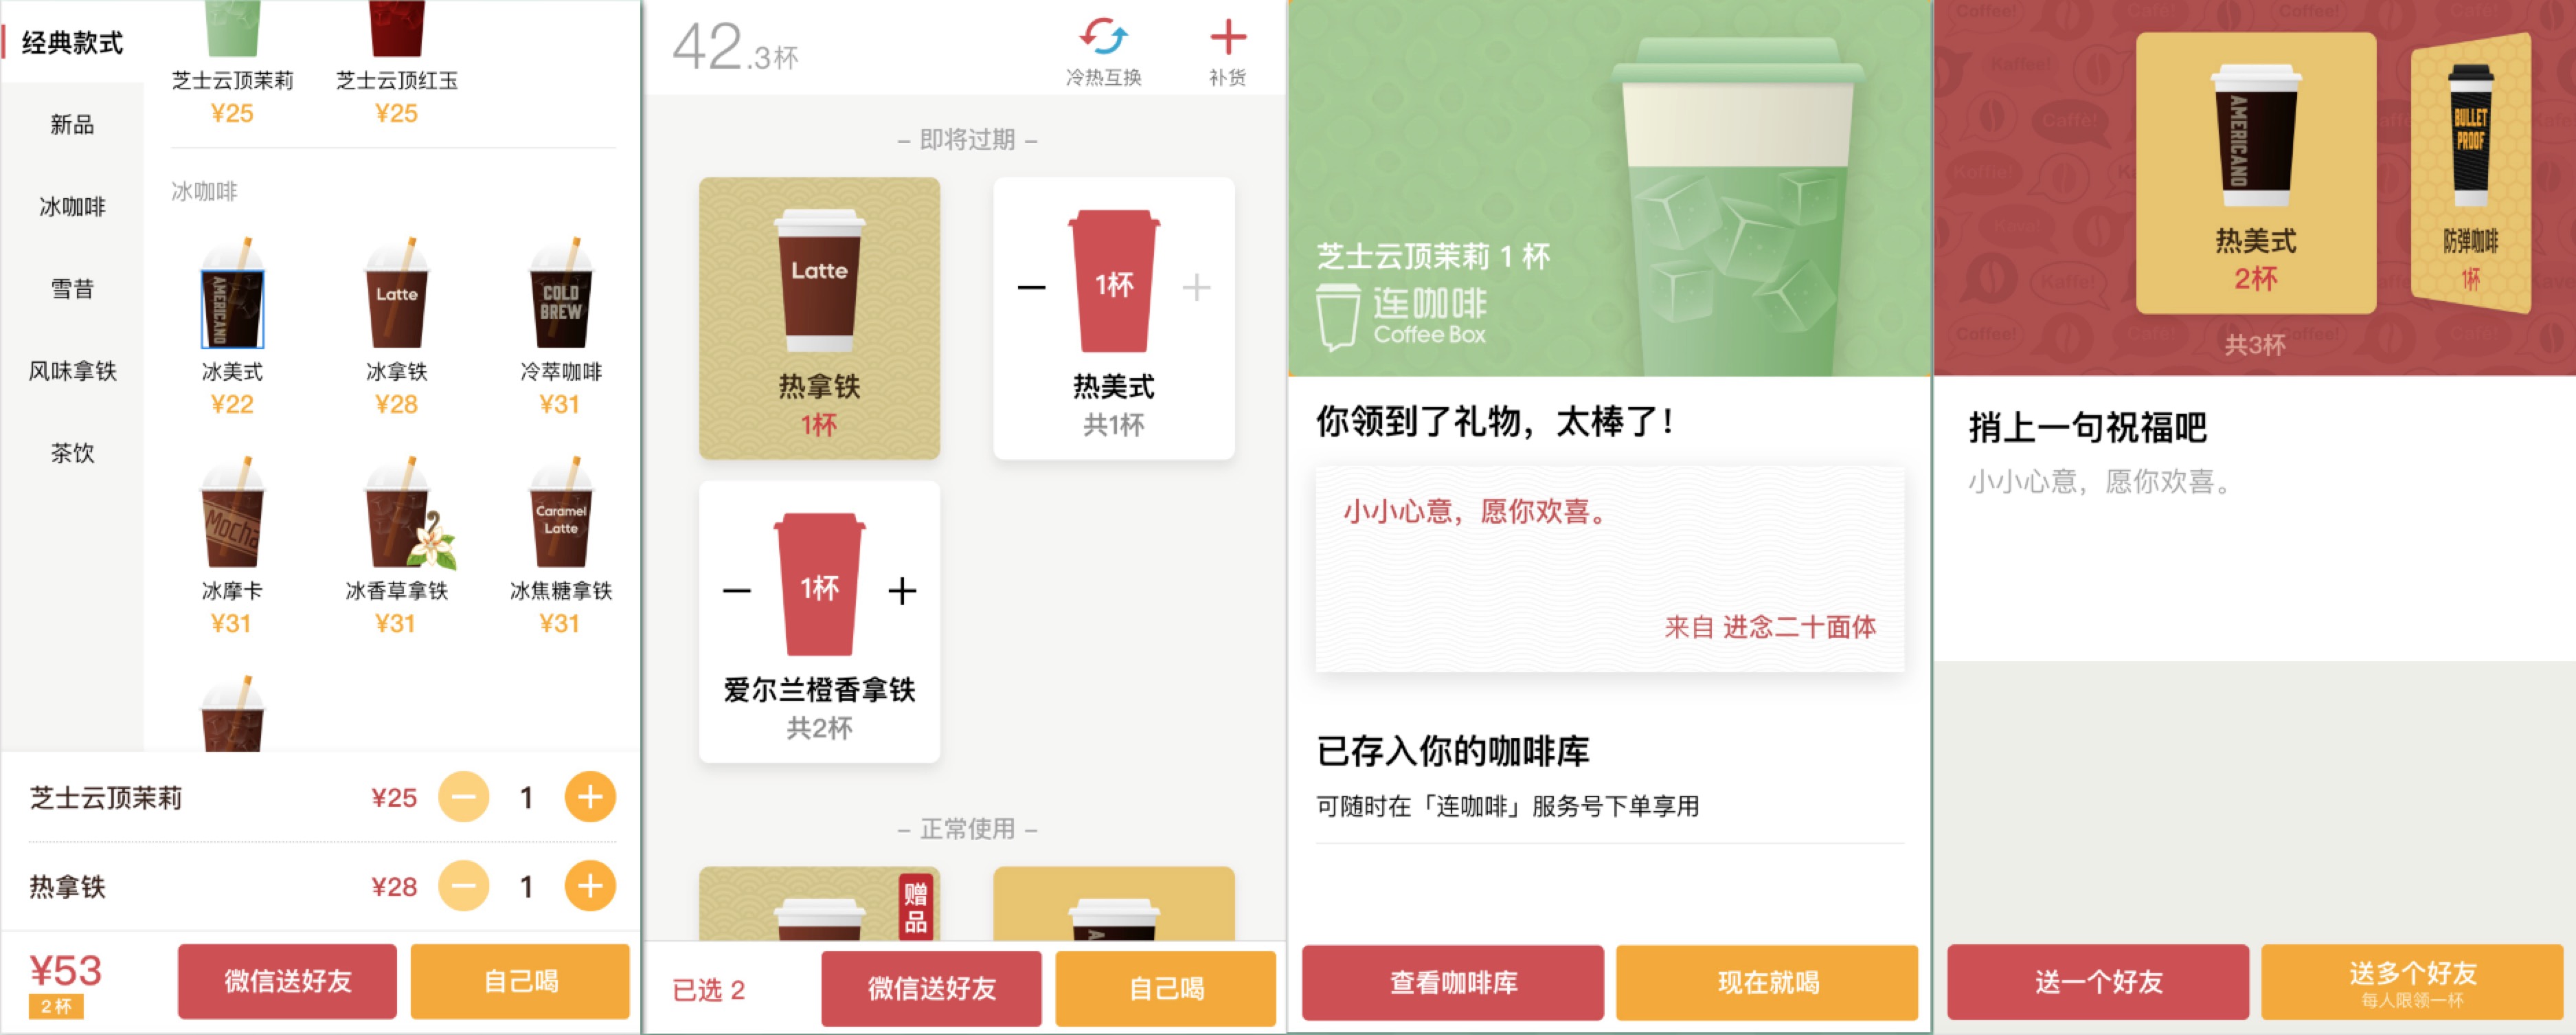 经典款式
新品
冰咖啡
雪昔
风味拿铁
茶饮
芝士云顶茉莉
¥25
芝士云顶红玉
¥25
冰咖啡
AMERICANO
冰美式
¥22
Latte
冰拿铁
¥28
COLD
BREW
冷萃咖啡
¥31
Mocha
冰摩卡
¥31
冰香草拿铁
¥31
Caramel
Latte
冰焦糖拿铁
¥31
芝士云顶茉莉 ¥25 1
热拿铁 ¥28 1
¥53
2 杯
微信送好友
自己喝
42.3杯
冷热互换
补货
– 即将过期 –
Latte
热拿铁
1杯
1杯
热美式
共1杯
1杯
爱尔兰橙香拿铁
共2杯
– 正常使用 –
赠品
已选 2
微信送好友
自己喝
芝士云顶茉莉 1 杯
连咖啡
Coffee Box
你领到了礼物，太棒了！
小小心意，愿你欢喜。
来自 进念二十面体
已存入你的咖啡库
可随时在「连咖啡」服务号下单享用
查看咖啡库
现在就喝
AMERICANO
热美式
2杯
BULLET
PROOF
防弹咖啡
1杯
共3杯
捎上一句祝福吧
小小心意，愿你欢喜。
送一个好友
送多个好友
每人限领一杯